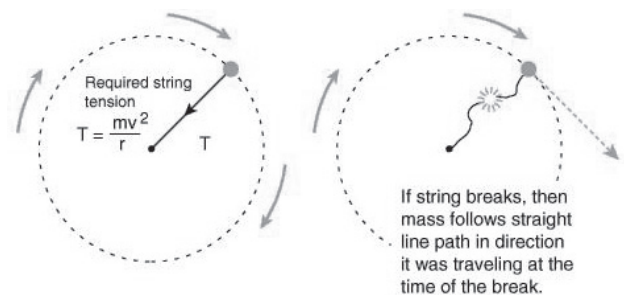 Required string
tension
T = mv²/r
T
If string breaks, then
mass follows straight
line path in direction
it was traveling at the
time of the break.